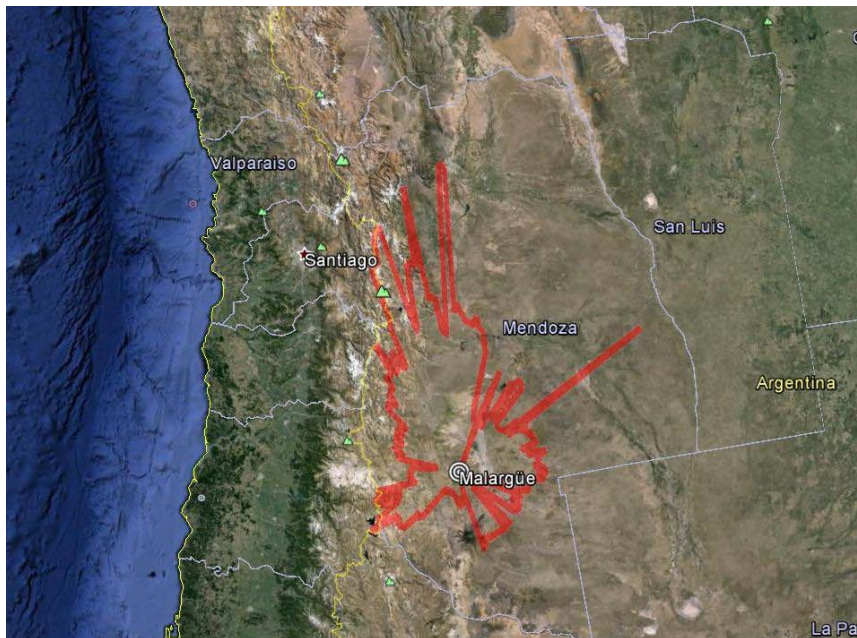 Valparaiso
San Luis
Santiago
Mendoza
Argentina
Malargüe
La Pa